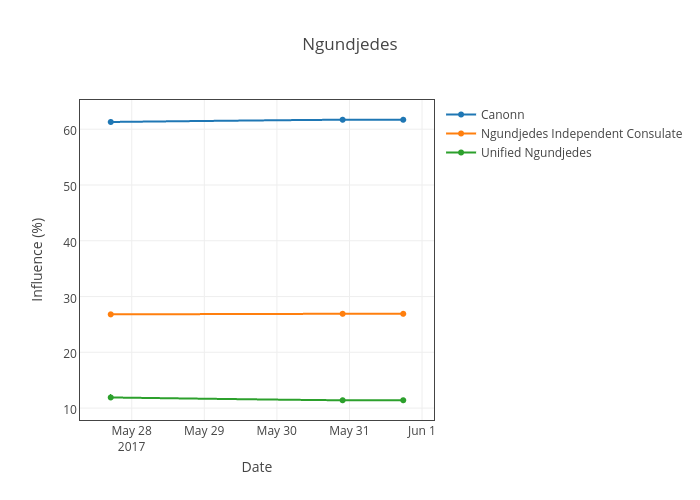 Ngundjedes
Canonn
Ngundjedes Independent Consulate
Unified Ngundjedes
Influence (%)
60
50
40
30
20
10
May 28
2017
May 29
May 30
May 31
Jun 1
Date